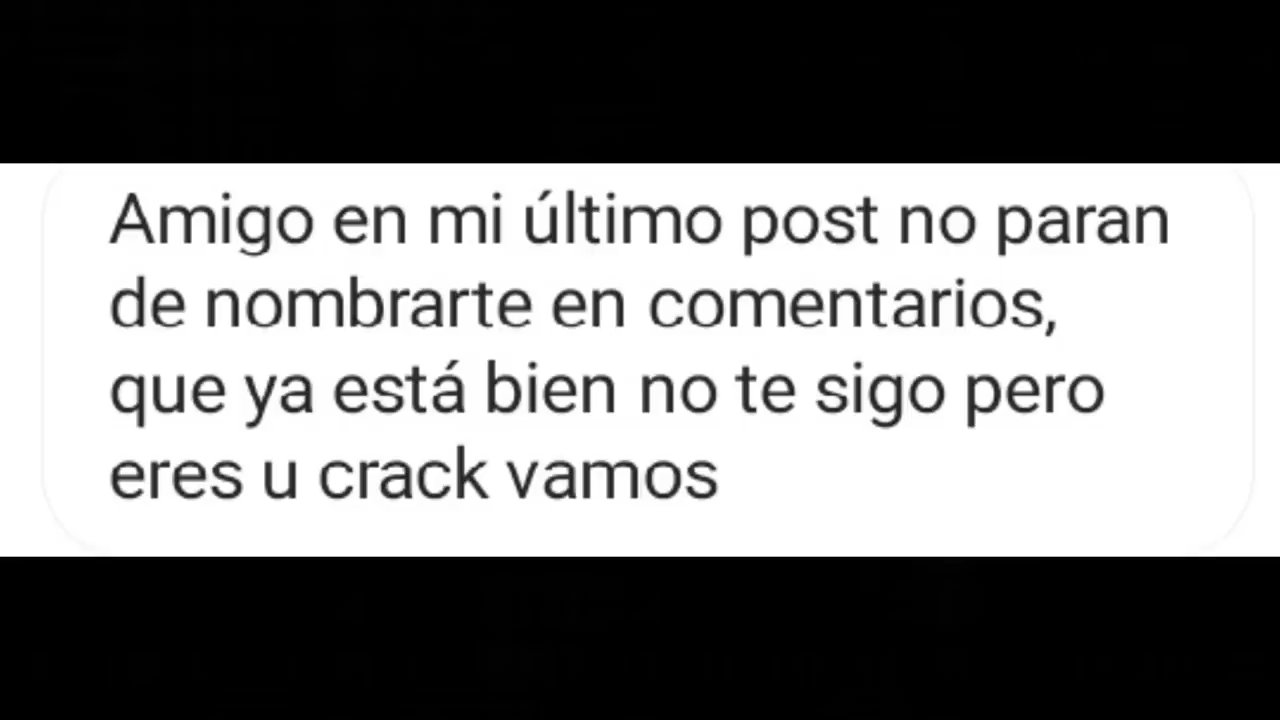 Amigo en mi último post no paran
de nombrarte en comentarios,
que ya está bien no te sigo pero
eres u crack vamos